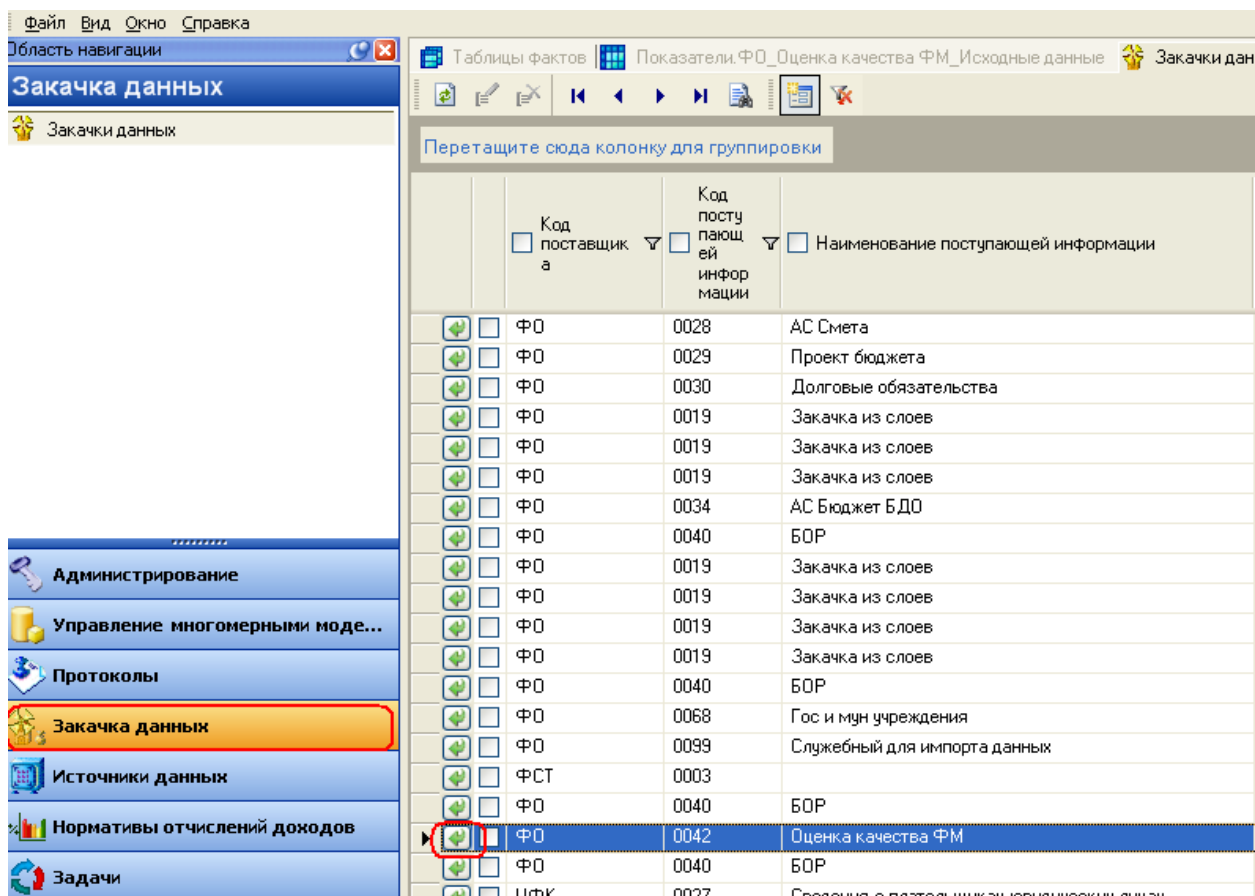 Файл Вид Окно Справка
Область навигации
Таблицы фактов Показатели.ФО_Оценка качества ФМ_Исходные данные Закачки дан
Закачка данных
Закачки данных
Перетащите сюда колонку для группировки
Код
поставщик
а
Код
посту
пающ
ей
инфор
мации
Наименование поступающей информации
ФО 0028 АС Смета
ФО 0029 Проект бюджета
ФО 0030 Долговые обязательства
ФО 0019 Закачка из слоев
ФО 0019 Закачка из слоев
ФО 0019 Закачка из слоев
ФО 0034 АС Бюджет БДО
ФО 0040 БОР
ФО 0019 Закачка из слоев
ФО 0019 Закачка из слоев
ФО 0019 Закачка из слоев
ФО 0019 Закачка из слоев
ФО 0040 БОР
ФО 0068 Гос и мун учреждения
ФО 0099 Служебный для импорта данных
ФСТ 0003
ФО 0040 БОР
ФО 0042 Оценка качества ФМ
ФО 0040 БОР
Администрирование
Управление многомерными моде...
Протоколы
Закачка данных
Источники данных
Нормативы отчислений доходов
Задачи